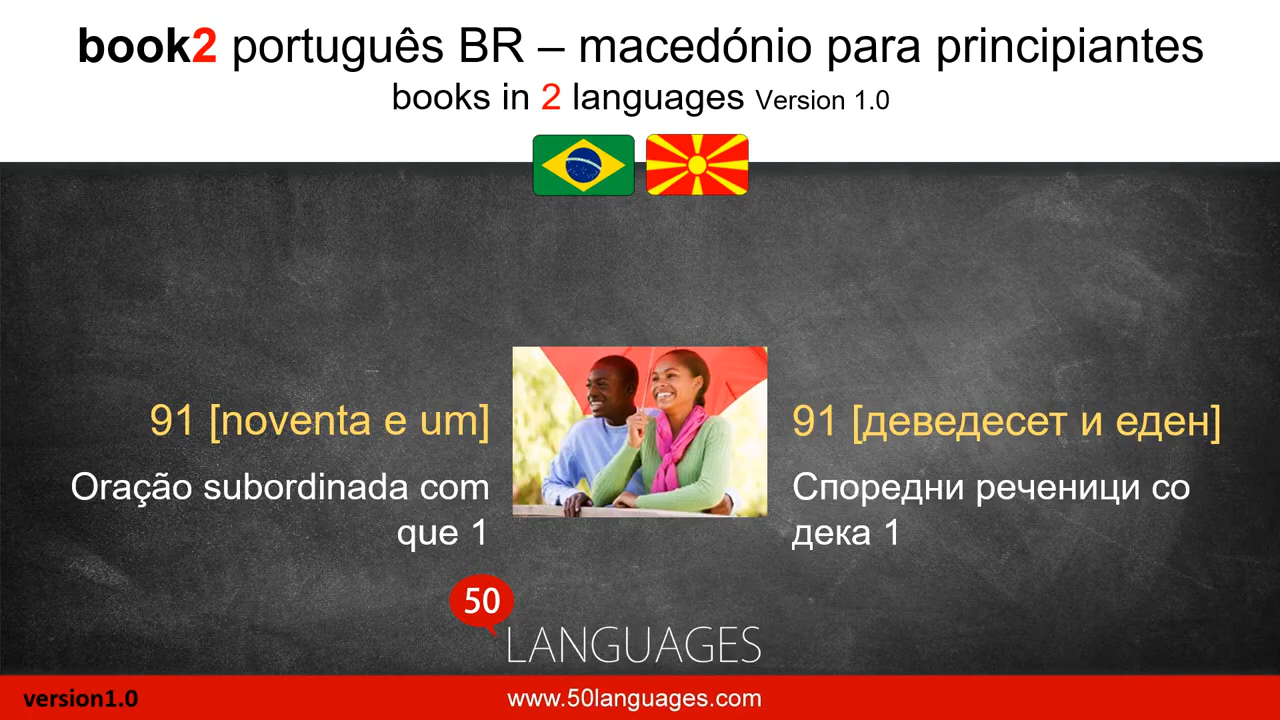 book2 português BR – macedónio para principiantes
books in 2 languages Version 1.0
91 [noventa e um]
Oração subordinada com
que 1
91 [деведесет и еден]
Споредни реченици со
дека 1
50
LANGUAGES
version1.0
www.50languages.com